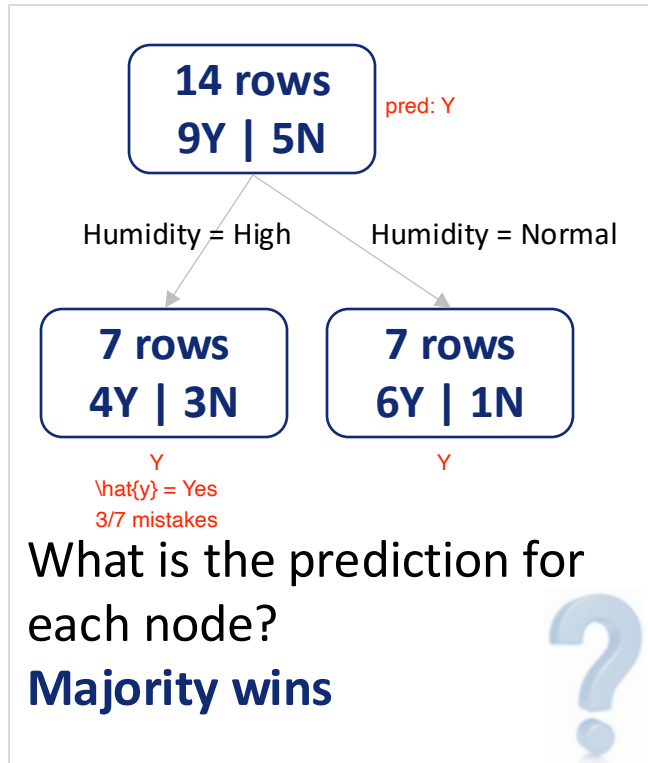 14 rows
9Y | 5N
pred: Y
Humidity = High
Humidity = Normal
7 rows
4Y | 3N
7 rows
6Y | 1N
Y
\hat{y} = Yes
3/7 mistakes
Y
What is the prediction for
each node?
Majority wins
?